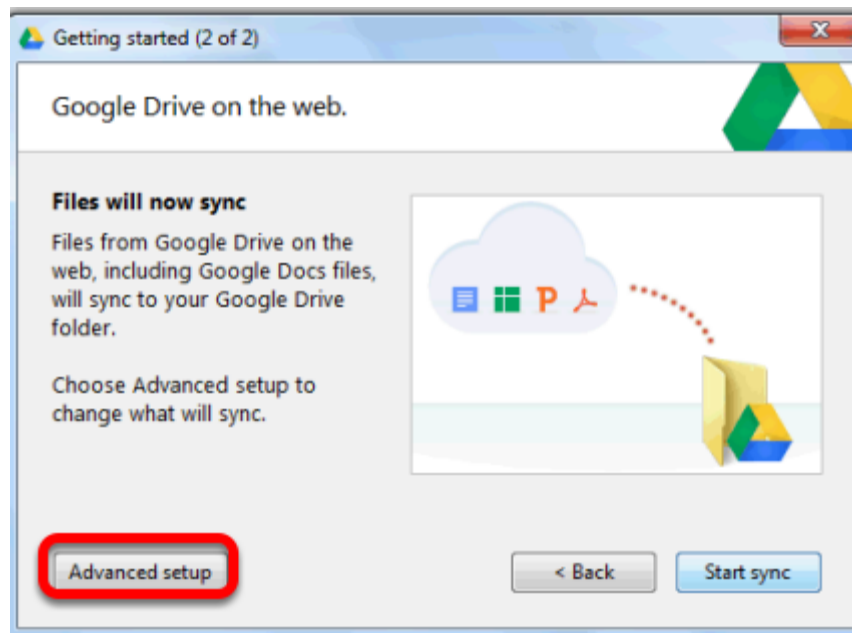 Getting started (2 of 2)
Google Drive on the web.
Files will now sync
Files from Google Drive on the
web, including Google Docs files,
will sync to your Google Drive
folder.
Choose Advanced setup to
change what will sync.
P
Advanced setup
< Back
Start sync